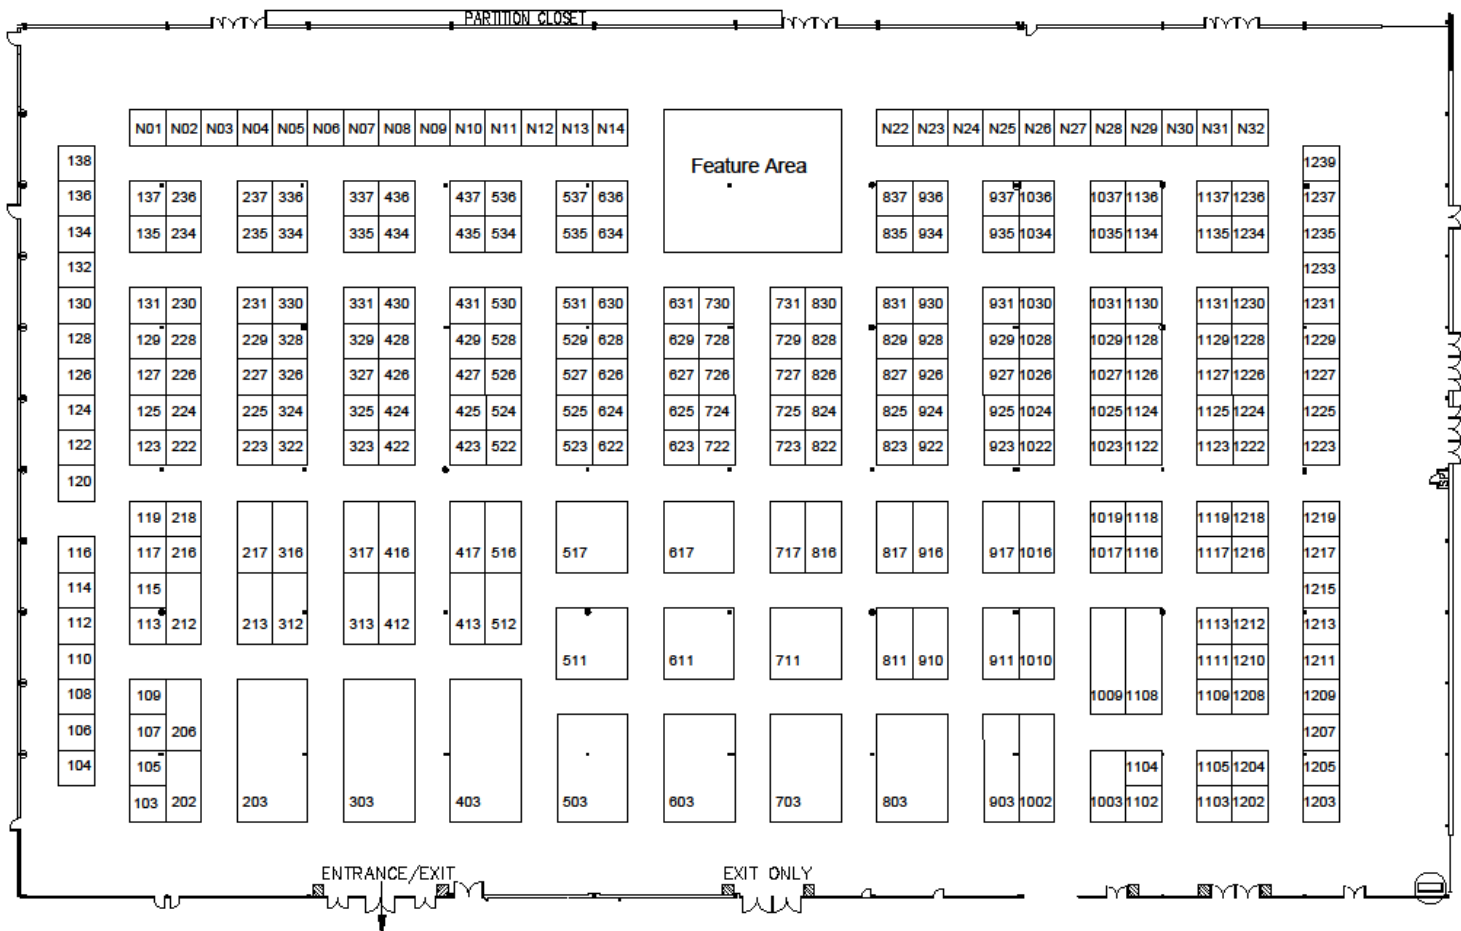 PARTITION CLOSET
N01 N02 N03 N04 N05 N06 N07 N08 N09 N10 N11 N12 N13 N14 N22 N23 N24 N25 N26 N27 N28 N29 N30 N31 N32
Feature Area
138 1239
136 137 236 237 336 337 436 437 536 537 636 837 936 937 1036 1037 1136 1137 1236 1237
134 135 234 235 334 335 434 435 534 535 634 835 934 935 1034 1035 1134 1135 1234 1235
132 1233
130 131 230 231 330 331 430 431 530 531 630 631 730 731 830 831 930 931 1030 1031 1130 1131 1230 1231
128 129 228 229 328 329 428 429 528 529 628 629 728 729 828 829 928 929 1028 1029 1128 1129 1228 1229
126 127 226 227 326 327 426 427 526 527 626 627 726 727 826 827 926 927 1026 1027 1126 1127 1226 1227
124 125 224 225 324 325 424 425 524 525 624 625 724 725 824 825 924 925 1024 1025 1124 1125 1224 1225
122 123 222 223 322 323 422 423 522 523 622 623 722 723 822 823 922 923 1022 1023 1122 1123 1222 1223
120
119 218 1019 1118 1119 1218 1219
116 117 216 217 316 317 416 417 516 517 617 717 816 817 916 917 1016 1017 1116 1117 1216 1217
114 115 1215
112 113 212 213 312 313 412 413 512 1113 1212 1213
110 511 611 711 811 910 911 1010 1111 1210 1211
108 109 1009 1108 1109 1208 1209
106 107 206 1207
104 105 1104 1105 1204 1205
103 202 203 303 403 503 603 703 803 903 1002 1003 1102 1103 1202 1203
ENTRANCE/EXIT EXIT ONLY